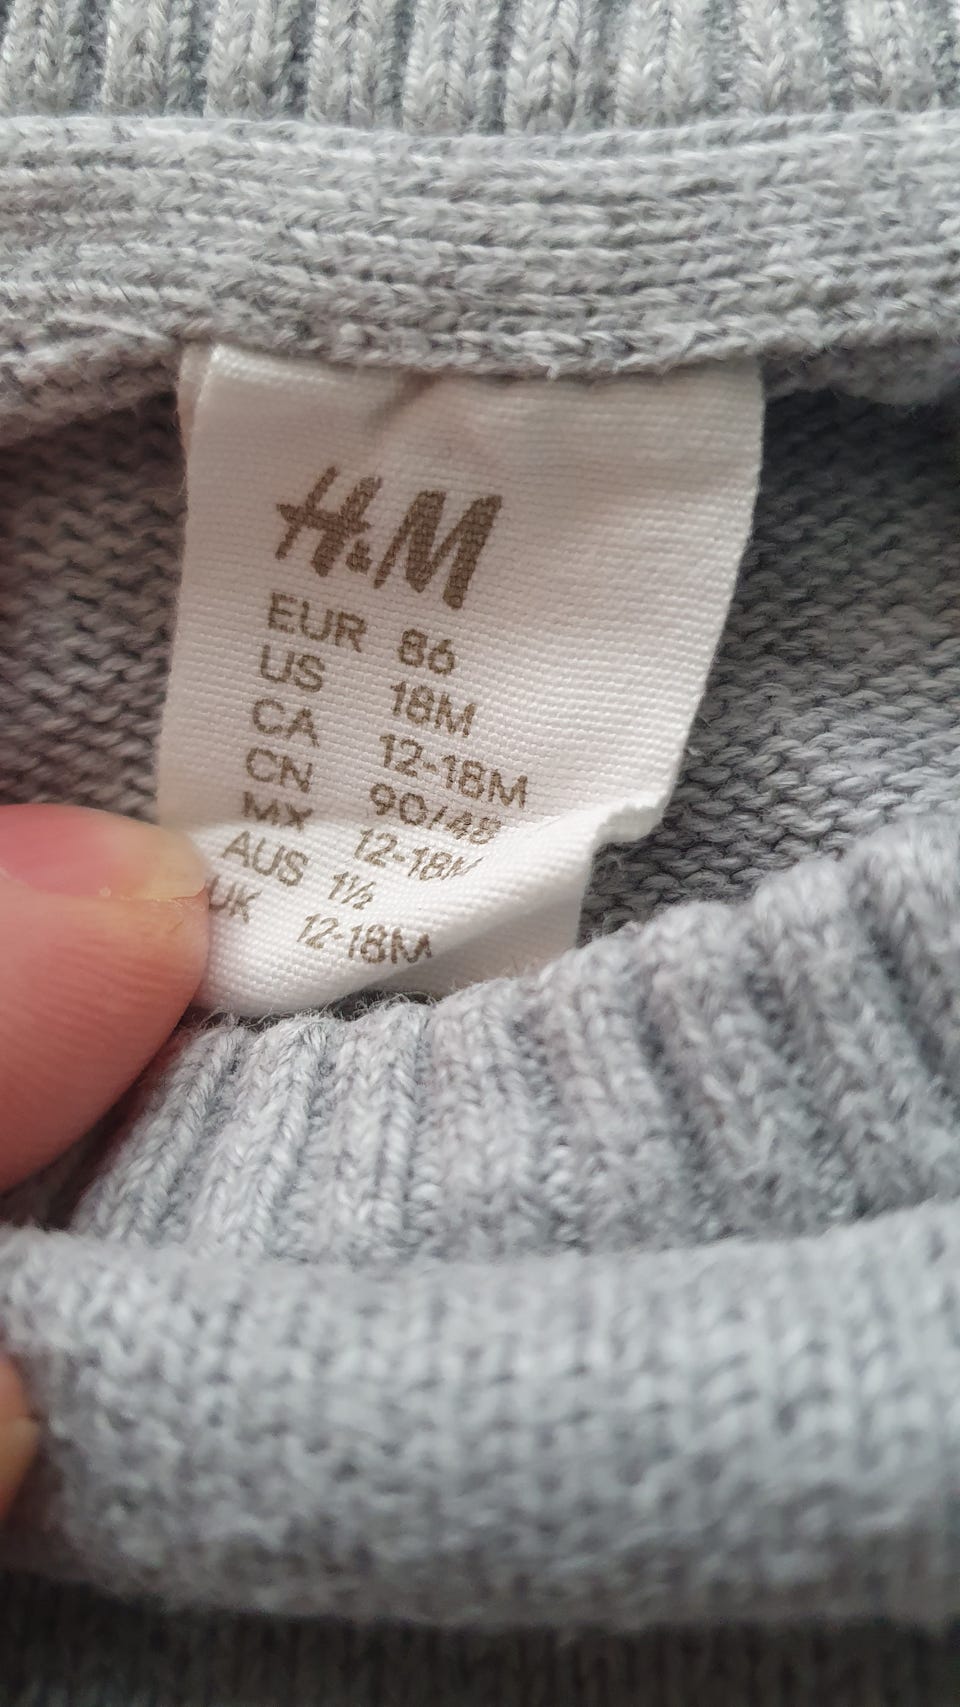 H&M
EUR 86
US 18M
CA 12-18M
CN 90/48
MX 12-18M
AUS 1½
UK 12-18M